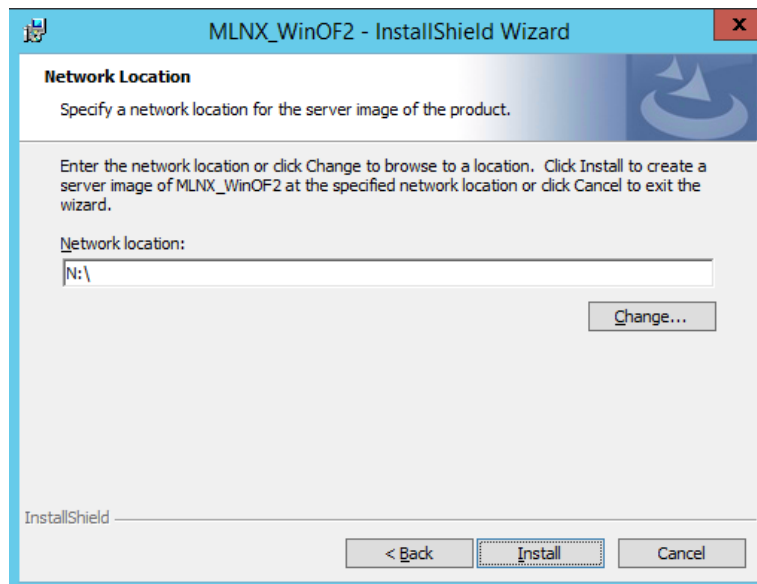 MLNX_WinOF2 - InstallShield Wizard
X
Network Location
Specify a network location for the server image of the product.
Enter the network location or click Change to browse to a location.  Click Install to create a
server image of MLNX_WinOF2 at the specified network location or click Cancel to exit the
wizard.
Network location:
N:\
Change...
InstallShield
< Back
Install
Cancel